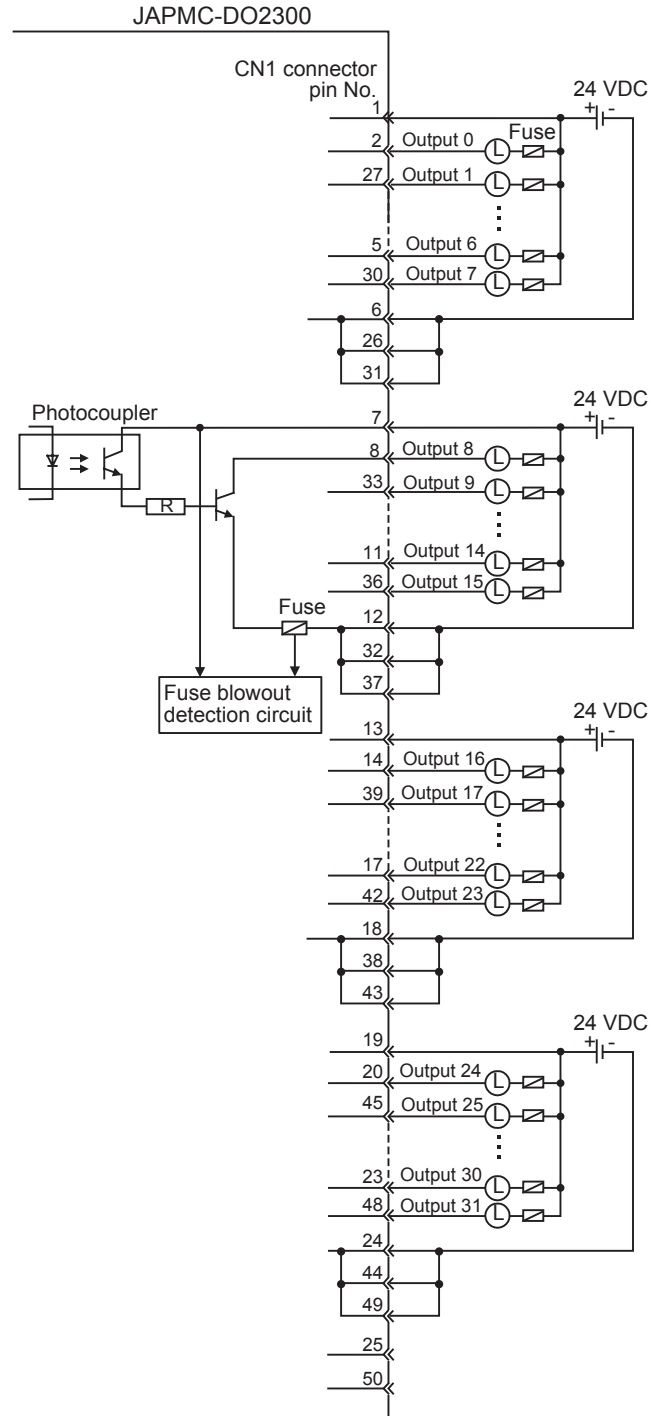 JAPMC-DO2300
CN1 connector
pin No.
24 VDC
1
+ -
Fuse
2 Output 0 L
27 Output 1 L
5 Output 6 L
30 Output 7 L
6
26
31
24 VDC
Photocoupler
7
+ -
8 Output 8 L
33 Output 9 L
R
11 Output 14 L
36 Output 15 L
Fuse
12
32
37
Fuse blowout
detection circuit
24 VDC
13
+ -
14 Output 16 L
39 Output 17 L
17 Output 22 L
42 Output 23 L
18
38
43
24 VDC
19
+ -
20 Output 24 L
45 Output 25 L
23 Output 30 L
48 Output 31 L
24
44
49
25
50